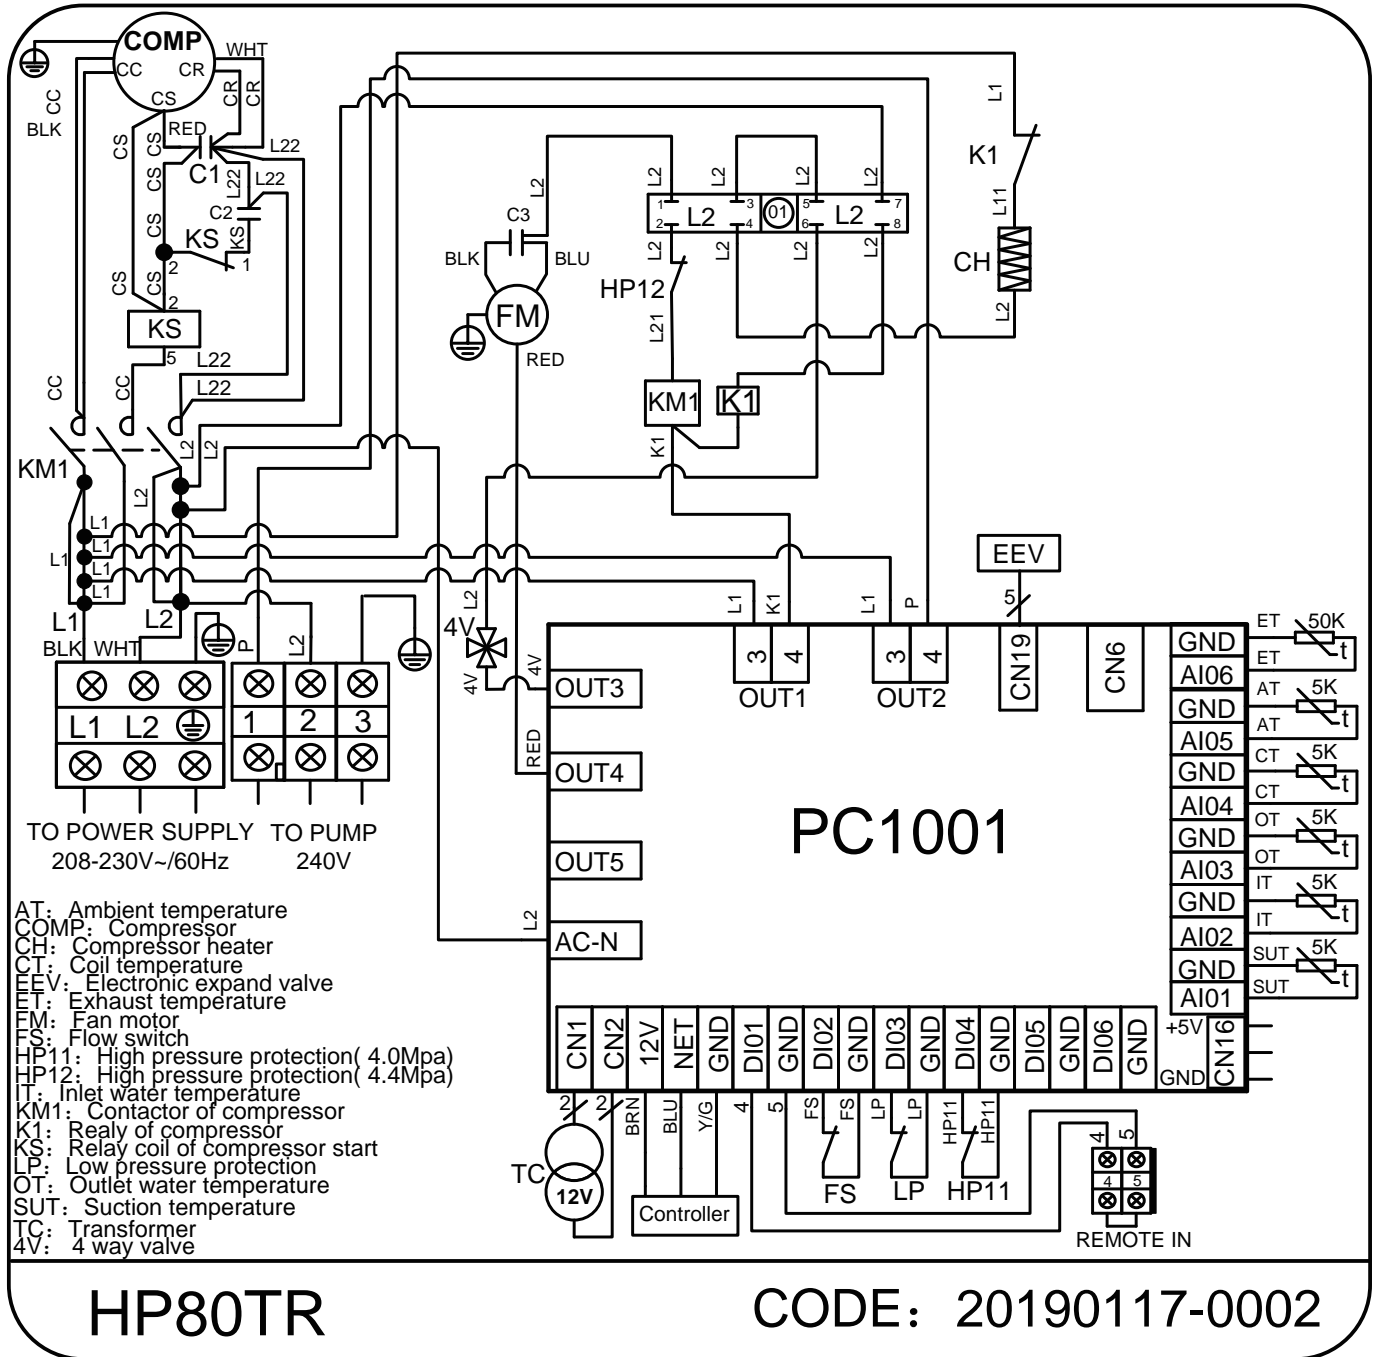 COMP
WHT
CC
CR
CS
CC
BLK
CR
CR
RED
CS
CS
L22
C1
CS
L22
L22
C2
KS
KS
CS
2
1
CS
CS
2
KS
5
L22
L22
CC
CC
KM1
L2
L2
L2
L1
L1
L1
L1
L1
L1
L2
BLK
WHT
P
L2
L1
L2
1
2
3
TO POWER SUPPLY
208-230V~/60Hz
TO PUMP
240V
L2
C3
BLK
BLU
FM
RED
L2
L2
L2
L2
1
3
5
7
L2
01
L2
2
4
6
8
L2
L2
L2
L2
HP12
L21
KM1
K1
K1
L1
K1
L11
CH
L2
L2
4V
4V
4V
OUT3
RED
OUT4
OUT5
L2
AC-N
L1
K1
3
4
OUT1
L1
P
3
4
OUT2
EEV
5
CN19
CN6
PC1001
GND
AI06
GND
AI05
GND
AI04
GND
AI03
GND
AI02
GND
AI01
ET
50K
ET
t
AT
5K
AT
t
CT
5K
CT
t
OT
5K
OT
t
IT
5K
IT
t
SUT
5K
SUT
t
+5V
GND
CN16
CN1
CN2
12V
NET
GND
DI01
GND
DI02
GND
DI03
GND
DI04
GND
DI05
GND
DI06
GND
2
2
BRN
BLU
Y/G
4
5
FS
FS
LP
LP
HP11
HP11
TC
12V
Controller
FS
LP
HP11
4
5
4
5
REMOTE IN
AT: Ambient temperature
COMP: Compressor
CH: Compressor heater
CT: Coil temperature
EEV: Electronic expand valve
ET: Exhaust temperature
FM: Fan motor
FS: Flow switch
HP11: High pressure protection( 4.0Mpa)
HP12: High pressure protection( 4.4Mpa)
IT: Inlet water temperature
KM1: Contactor of compressor
K1: Realy of compressor
KS: Relay coil of compressor start
LP: Low pressure protection
OT: Outlet water temperature
SUT: Suction temperature
TC: Transformer
4V: 4 way valve
HP80TR
CODE: 20190117-0002